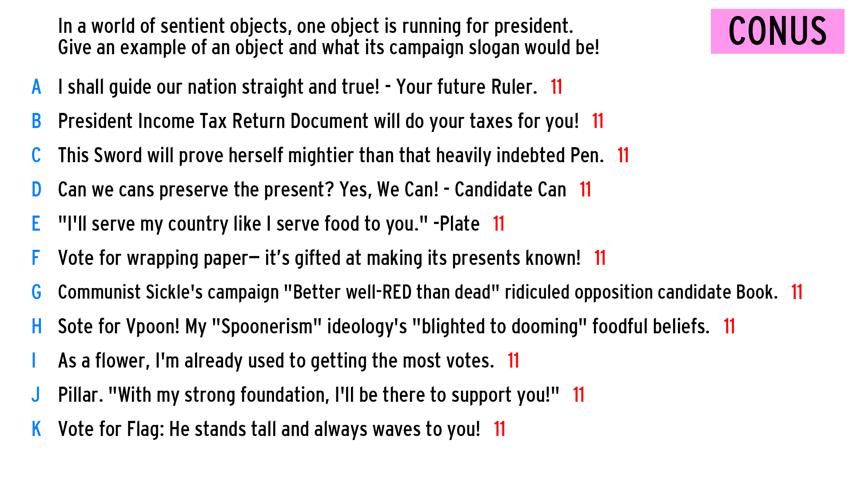 In a world of sentient objects, one object is running for president.
Give an example of an object and what its campaign slogan would be!
CONUS
A I shall guide our nation straight and true! - Your future Ruler. 11
B President Income Tax Return Document will do your taxes for you! 11
C This Sword will prove herself mightier than that heavily indebted Pen. 11
D Can we cans preserve the present? Yes, We Can! - Candidate Can 11
E "I'll serve my country like I serve food to you." -Plate 11
F Vote for wrapping paper— it’s gifted at making its presents known! 11
G Communist Sickle's campaign "Better well-RED than dead" ridiculed opposition candidate Book. 11
H Sote for Vpoon! My "Spoonerism" ideology's "blighted to dooming" foodful beliefs. 11
I As a flower, I'm already used to getting the most votes. 11
J Pillar. "With my strong foundation, I'll be there to support you!" 11
K Vote for Flag: He stands tall and always waves to you! 11